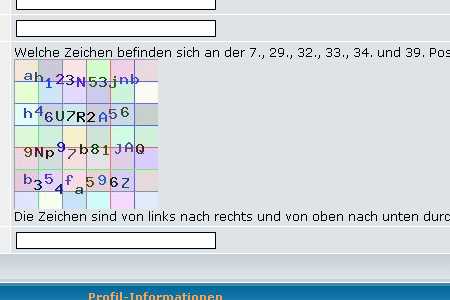 Welche Zeichen befinden sich an der 7., 29., 32., 33., 34. und 39. Pos
ah123N53jnb
h46U7R2A56
9Np97b81JAQ
b354fa596Z
Die Zeichen sind von links nach rechts und von oben nach unten durc
Profil-Informationen